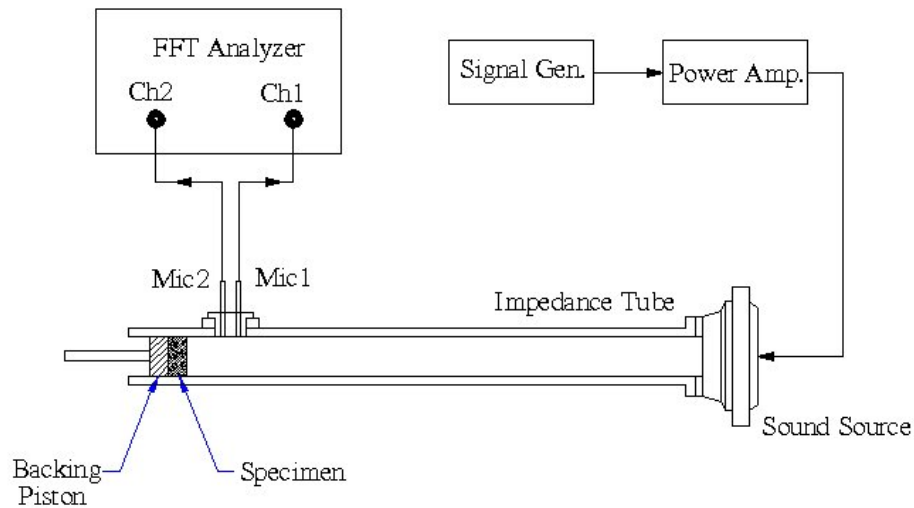 FFT Analyzer
Ch2
Ch1
Signal Gen.
Power Amp.
Mic2
Mic1
Impedance Tube
Sound Source
Backing
Piston
Specimen